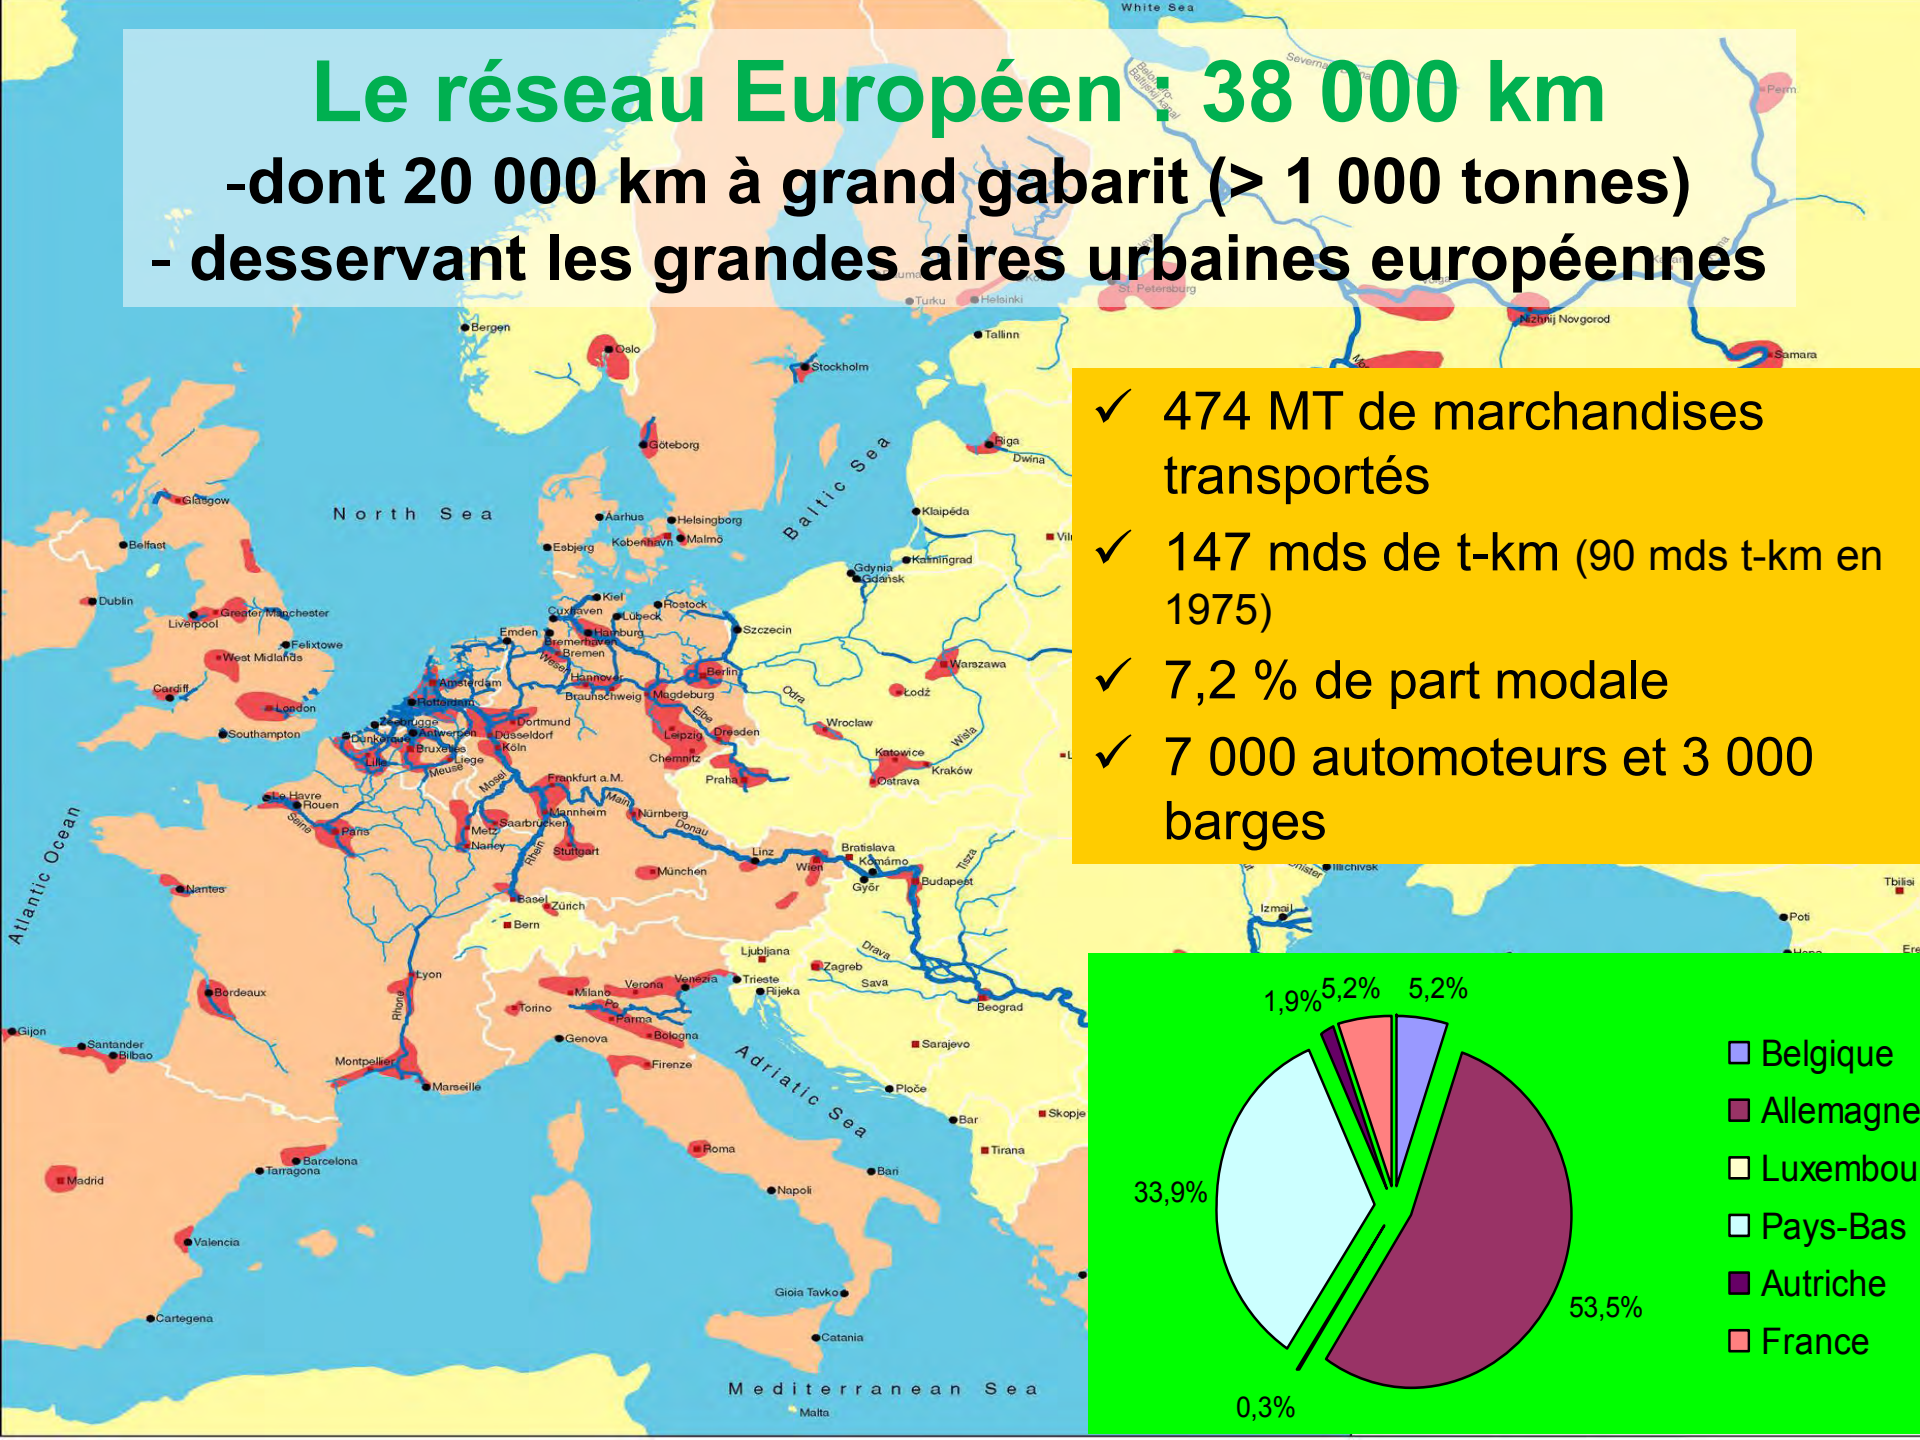 White Sea
Le réseau Européen : 38 000 km
-dont 20 000 km à grand gabarit (> 1 000 tonnes)
- desservant les grandes aires urbaines européennes
Perm
Turku
Helsinki
St. Petersburg
Volga
Nizhnij Novgorod
Samara
Bergen
Oslo
Stockholm
Tallinn
Göteborg
Riga
Dwina
Baltic Sea
North Sea
Glasgow
Belfast
Aarhus
Helsingborg
København
Malmö
Esbjerg
Klaipéda
Kaliningrad
Gdynia
Gdańsk
Dublin
Greater Manchester
Liverpool
Felixtowe
West Midlands
Cardiff
London
Southampton
Kiel
Cuxhaven
Lübeck
Rostock
Emden
Hamburg
Bremerhaven
Bremen
Weser
Szczecin
Hannover
Berlin
Braunschweig
Magdeburg
Warszawa
Łodź
Odra
Amsterdam
Rotterdam
Zeebrugge
Dunkerque
Antwerpen
Bruxelles
Lille
Liege
Meuse
Dortmund
Düsseldorf
Köln
Elbe
Leipzig
Dresden
Chemnitz
Wroclaw
Wisla
Katowice
Kraków
Ostrava
Praha
Mosel
Frankfurt a.M.
Main
Mannheim
Nürnberg
Le Havre
Rouen
Seine
Paris
Metz
Saarbrücken
Nancy
Rhein
Stuttgart
Donau
Linz
Wien
Bratislava
Komárno
Győr
Budapest
Tisza
München
Basel
Zürich
Bern
Nantes
Atlantic Ocean
Lyon
Rhone
Bordeaux
Ljubljana
Zagreb
Drava
Sava
Beograd
Milano
Verona
Venezia
Trieste
Rijeka
Torino
Po
Parma
Bologna
Genova
Firenze
Adriatic Sea
Sarajevo
Ploče
Bar
Skopje
Tirana
Gijon
Santander
Bilbao
Montpellier
Marseille
Barcelona
Tarragona
Madrid
Valencia
Cartegena
Roma
Napoli
Bari
Gioia Tavko
Catania
Mediterranean Sea
Malta
✓ 474 MT de marchandises
transportés
✓ 147 mds de t-km (90 mds t-km en
1975)
✓ 7,2 % de part modale
✓ 7 000 automoteurs et 3 000
barges
Illichivsk
Izmail
Tbilisi
Poti
1,9%
5,2%
5,2%
33,9%
53,5%
0,3%
Belgique
Allemagne
Luxembou
Pays-Bas
Autriche
France